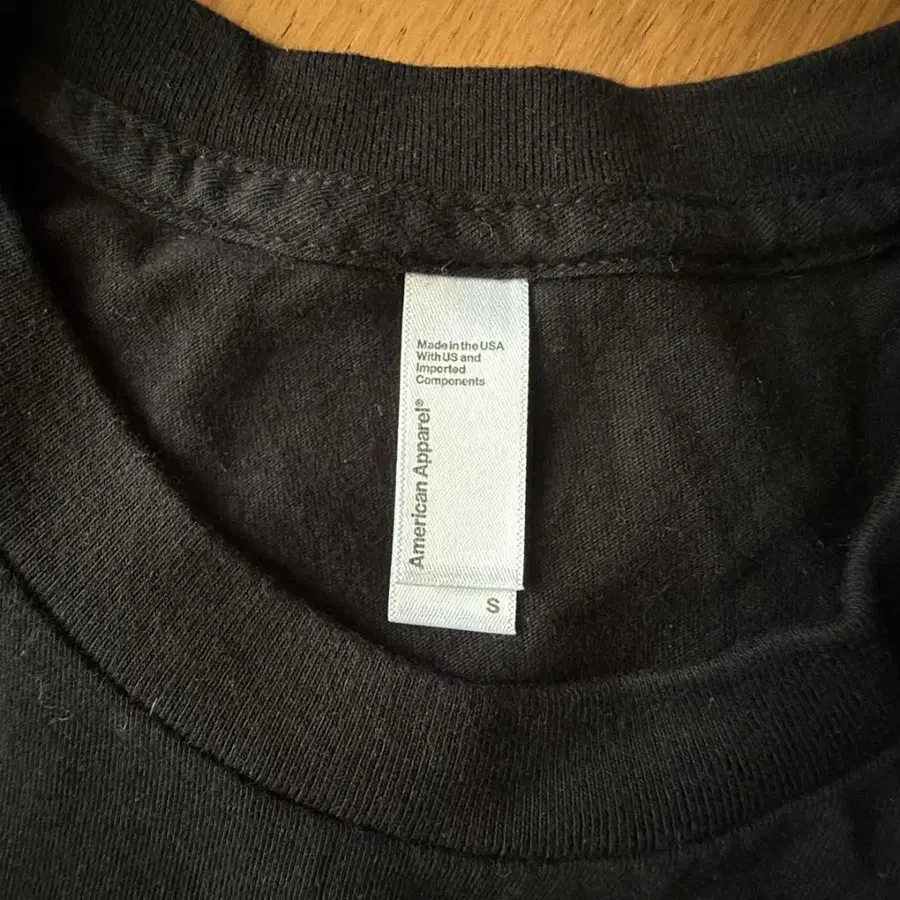 Made in the USA
With US and
Imported
Components
American Apparel®
S